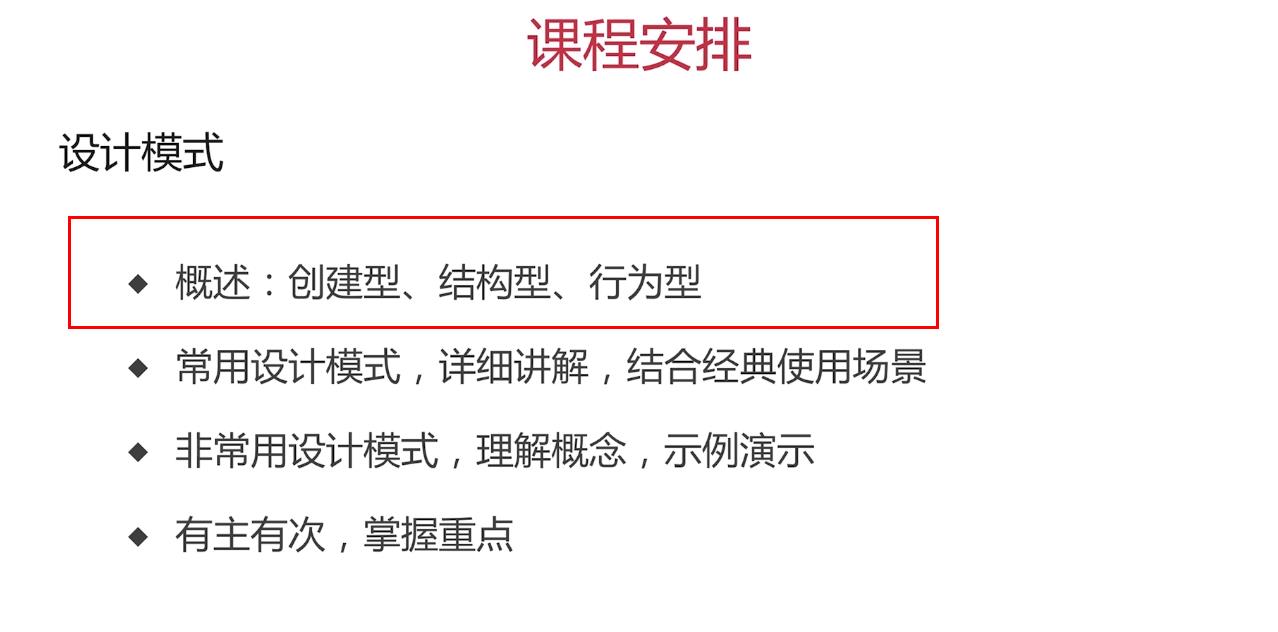 课程安排
设计模式
◆ 概述：创建型、结构型、行为型
◆ 常用设计模式，详细讲解，结合经典使用场景
◆ 非常用设计模式，理解概念，示例演示
◆ 有主有次，掌握重点